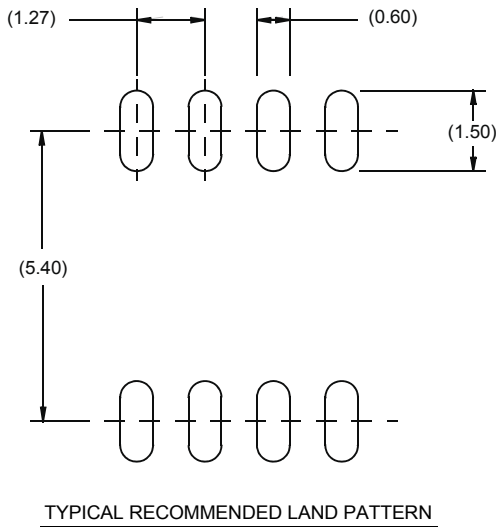 (1.27)
(0.60)
(1.50)
(5.40)
TYPICAL RECOMMENDED LAND PATTERN